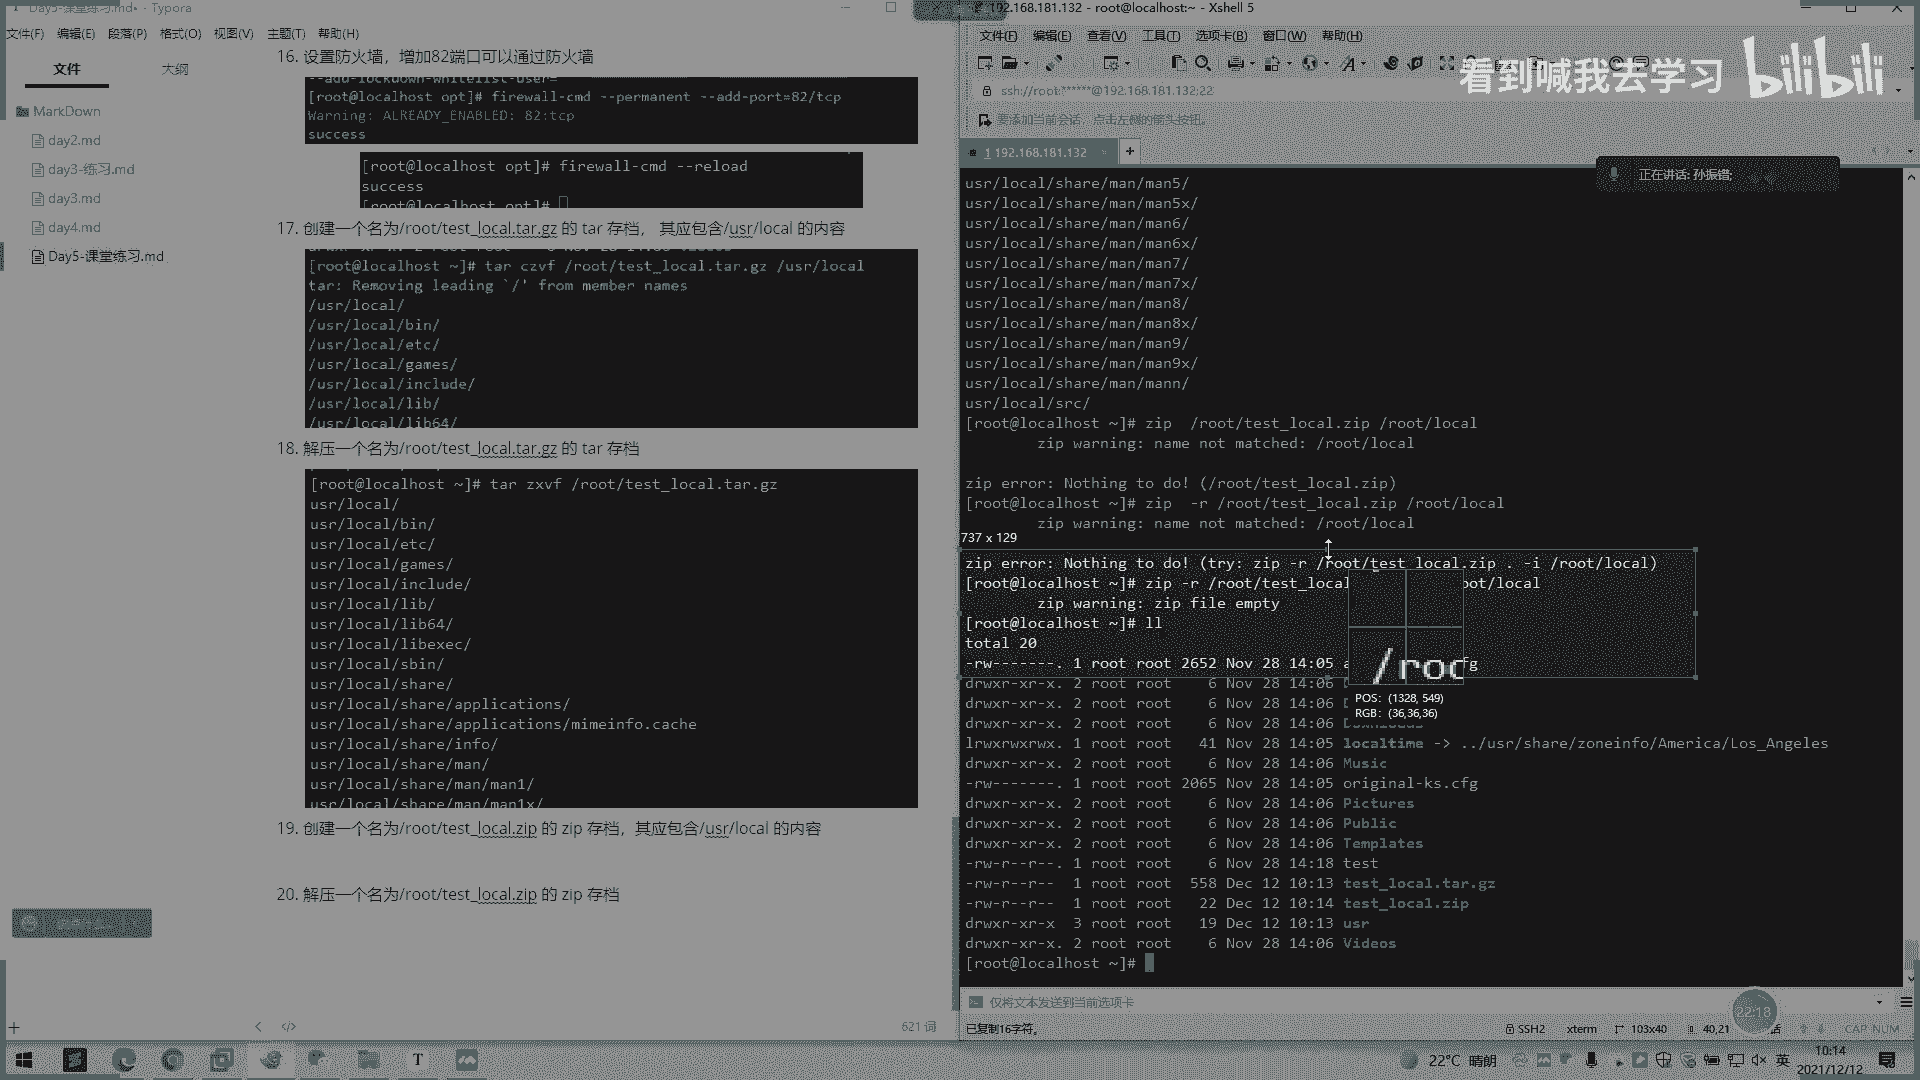 Day5-课堂练习.md• - Typora
文件(F) 编辑(E) 段落(P) 格式(O) 视图(V) 主题(T) 帮助(H)
文件 大纲
MarkDown
day2.md
day3-练习.md
day3.md
day4.md
Day5-课堂练习.md
16. 设置防火墙，增加82端口可以通过防火墙
--add-lockdown-whitelist-user=
[root@localhost opt]# firewall-cmd --permanent --add-port=82/tcp
Warning: ALREADY_ENABLED: 82:tcp
success
[root@localhost opt]# firewall-cmd --reload
success
[root@localhost opt]#
17. 创建一个名为/root/test_local.tar.gz 的 tar 存档， 其应包含/usr/local 的内容
[root@localhost ~]# tar czvf /root/test_local.tar.gz /usr/local
tar: Removing leading `/' from member names
/usr/local/
/usr/local/bin/
/usr/local/etc/
/usr/local/games/
/usr/local/include/
/usr/local/lib/
/usr/local/lib64/
18. 解压一个名为/root/test_local.tar.gz 的 tar 存档
[root@localhost ~]# tar zxvf /root/test_local.tar.gz
usr/local/
usr/local/bin/
usr/local/etc/
usr/local/games/
usr/local/include/
usr/local/lib/
usr/local/lib64/
usr/local/libexec/
usr/local/sbin/
usr/local/share/
usr/local/share/applications/
usr/local/share/applications/mimeinfo.cache
usr/local/share/info/
usr/local/share/man/
usr/local/share/man/man1/
usr/local/share/man/man1x/
19. 创建一个名为/root/test_local.zip 的 zip 存档，其应包含/usr/local 的内容
20. 解压一个名为/root/test_local.zip 的 zip 存档
621 词
192.168.181.132 - root@localhost:~ - Xshell 5
文件(F) 编辑(E) 查看(V) 工具(T) 选项卡(B) 窗口(W) 帮助(H)
看到喊我去学习 bilibili
ssh://root:******@192.168.181.132:22
要添加当前会话，点击左侧的箭头按钮。
1 192.168.181.132
正在讲话: 孙振锴;
usr/local/share/man/man5/
usr/local/share/man/man5x/
usr/local/share/man/man6/
usr/local/share/man/man6x/
usr/local/share/man/man7/
usr/local/share/man/man7x/
usr/local/share/man/man8/
usr/local/share/man/man8x/
usr/local/share/man/man9/
usr/local/share/man/man9x/
usr/local/share/man/mann/
usr/local/src/
[root@localhost ~]# zip  /root/test_local.zip /root/local
zip warning: name not matched: /root/local
zip error: Nothing to do! (/root/test_local.zip)
[root@localhost ~]# zip  -r /root/test_local.zip /root/local
zip warning: name not matched: /root/local
737 x 129
zip error: Nothing to do! (try: zip -r /root/test_local.zip . -i /root/local)
[root@localhost ~]# zip -r /root/test_local oot/local
zip warning: zip file empty
[root@localhost ~]# ll
total 20
-rw-------. 1 root root 2652 Nov 28 14:05 a fg
/roo
drwxr-xr-x. 2 root root 6 Nov 28 14:06
POS: (1328, 549)
drwxr-xr-x. 2 root root 6 Nov 28 14:06
RGB: (36,36,36)
drwxr-xr-x. 2 root root 6 Nov 28 14:06
lrwxrwxrwx. 1 root root 41 Nov 28 14:05 localtime -> ../usr/share/zoneinfo/America/Los_Angeles
drwxr-xr-x. 2 root root 6 Nov 28 14:06 Music
-rw-------. 1 root root 2065 Nov 28 14:05 original-ks.cfg
drwxr-xr-x. 2 root root 6 Nov 28 14:06 Pictures
drwxr-xr-x. 2 root root 6 Nov 28 14:06 Public
drwxr-xr-x. 2 root root 6 Nov 28 14:06 Templates
-rw-r--r--. 1 root root 6 Nov 28 14:18 test
-rw-r--r-- 1 root root 558 Dec 12 10:13 test_local.tar.gz
-rw-r--r-- 1 root root 22 Dec 12 10:14 test_local.zip
drwxr-xr-x 3 root root 19 Dec 12 10:13 usr
drwxr-xr-x. 2 root root 6 Nov 28 14:06 Videos
[root@localhost ~]#
仅将文本发送到当前选项卡
已复制16字符。 SSH2 xterm 103x40 40,21 CAP NUM
22:18
22°C 晴朗 英 10:14
2021/12/12